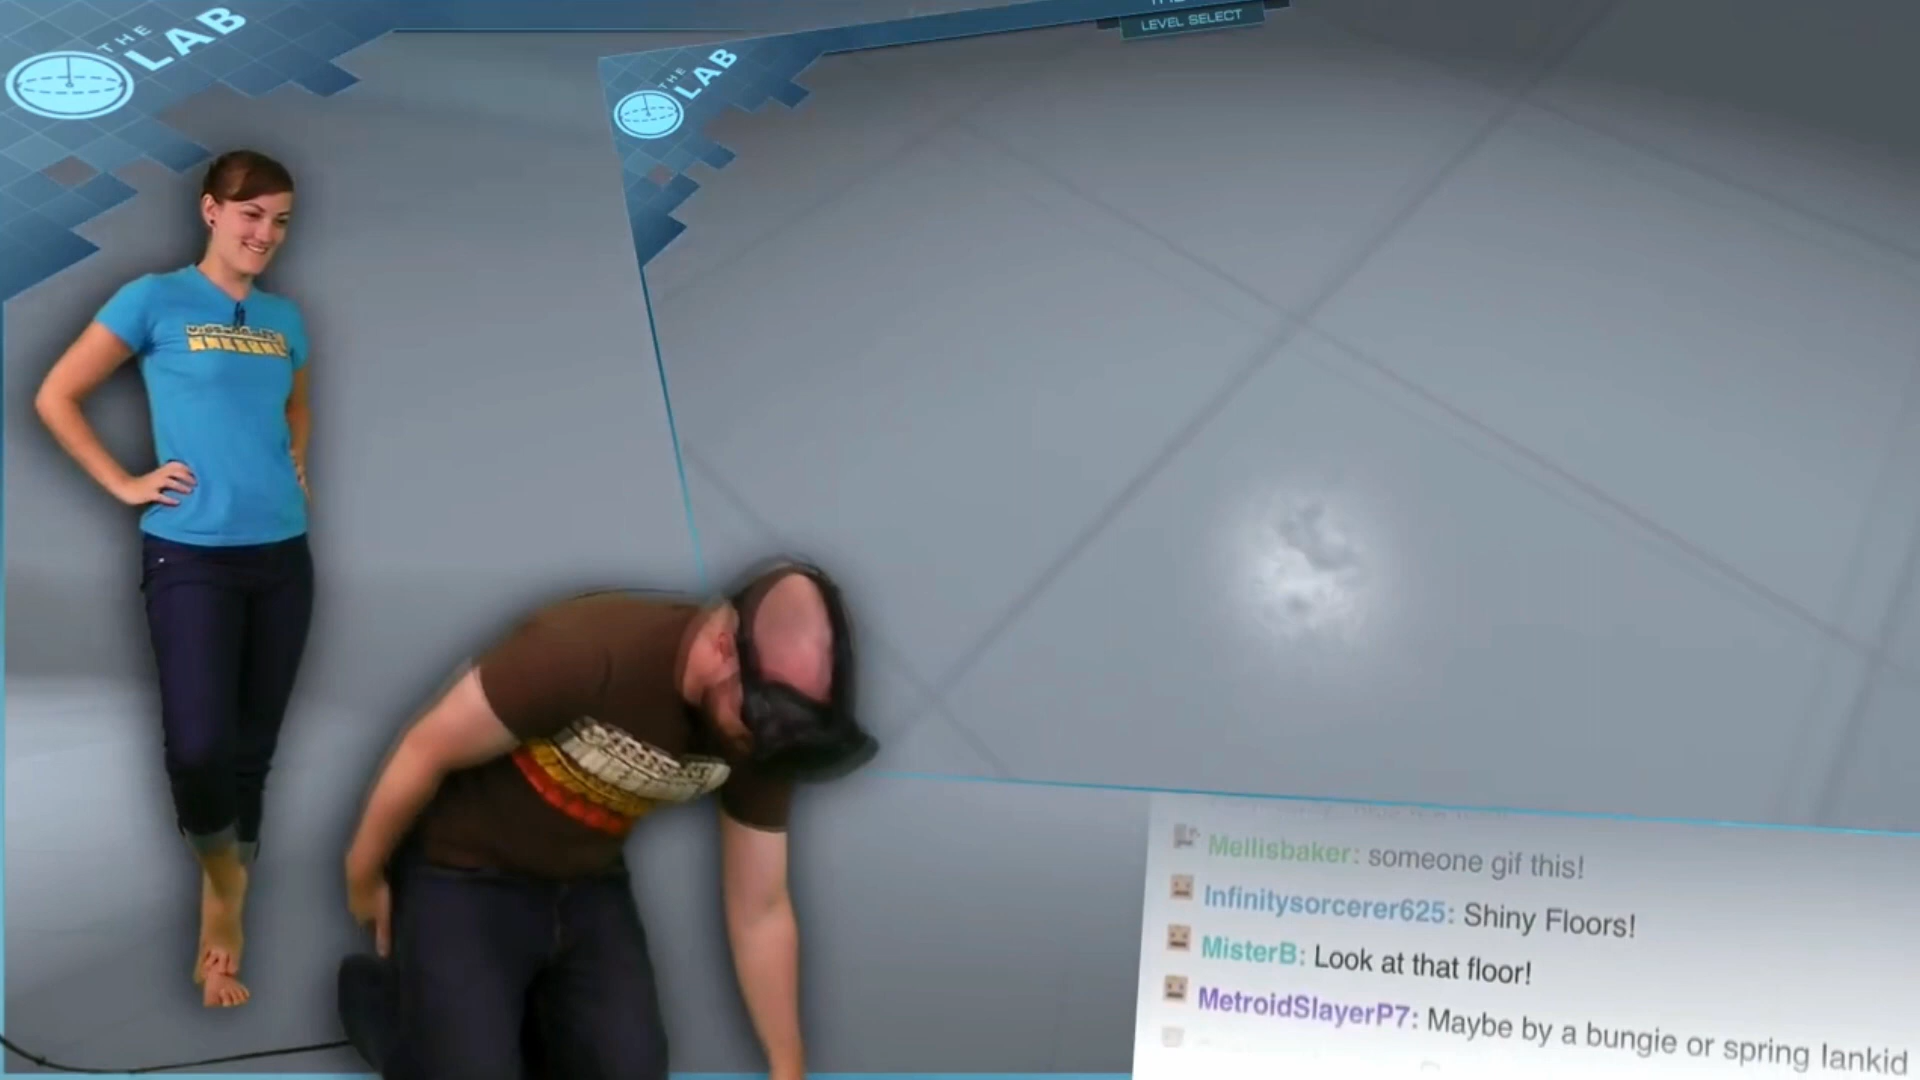 THE
LAB
THE
LAB
LEVEL SELECT
Mellisbaker: someone gif this!
Infinitysorcerer625: Shiny Floors!
MisterB: Look at that floor!
MetroidSlayerP7: Maybe by a bungie or spring Iankid